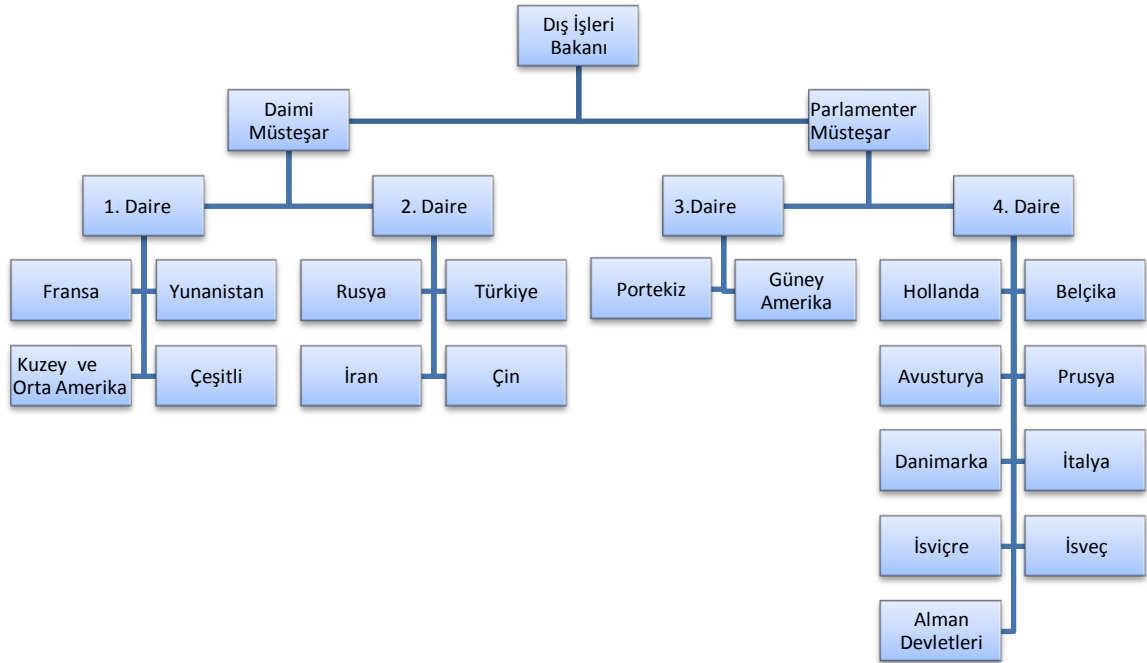 Dış İşleri
Bakanı
Daimi
Müsteşar
Parlamenter
Müsteşar
1. Daire
2. Daire
3.Daire
4. Daire
Fransa
Yunanistan
Kuzey ve
Orta Amerika
Çeşitli
Rusya
Türkiye
İran
Çin
Portekiz
Güney
Amerika
Hollanda
Belçika
Avusturya
Prusya
Danimarka
İtalya
İsviçre
İsveç
Alman
Devletleri